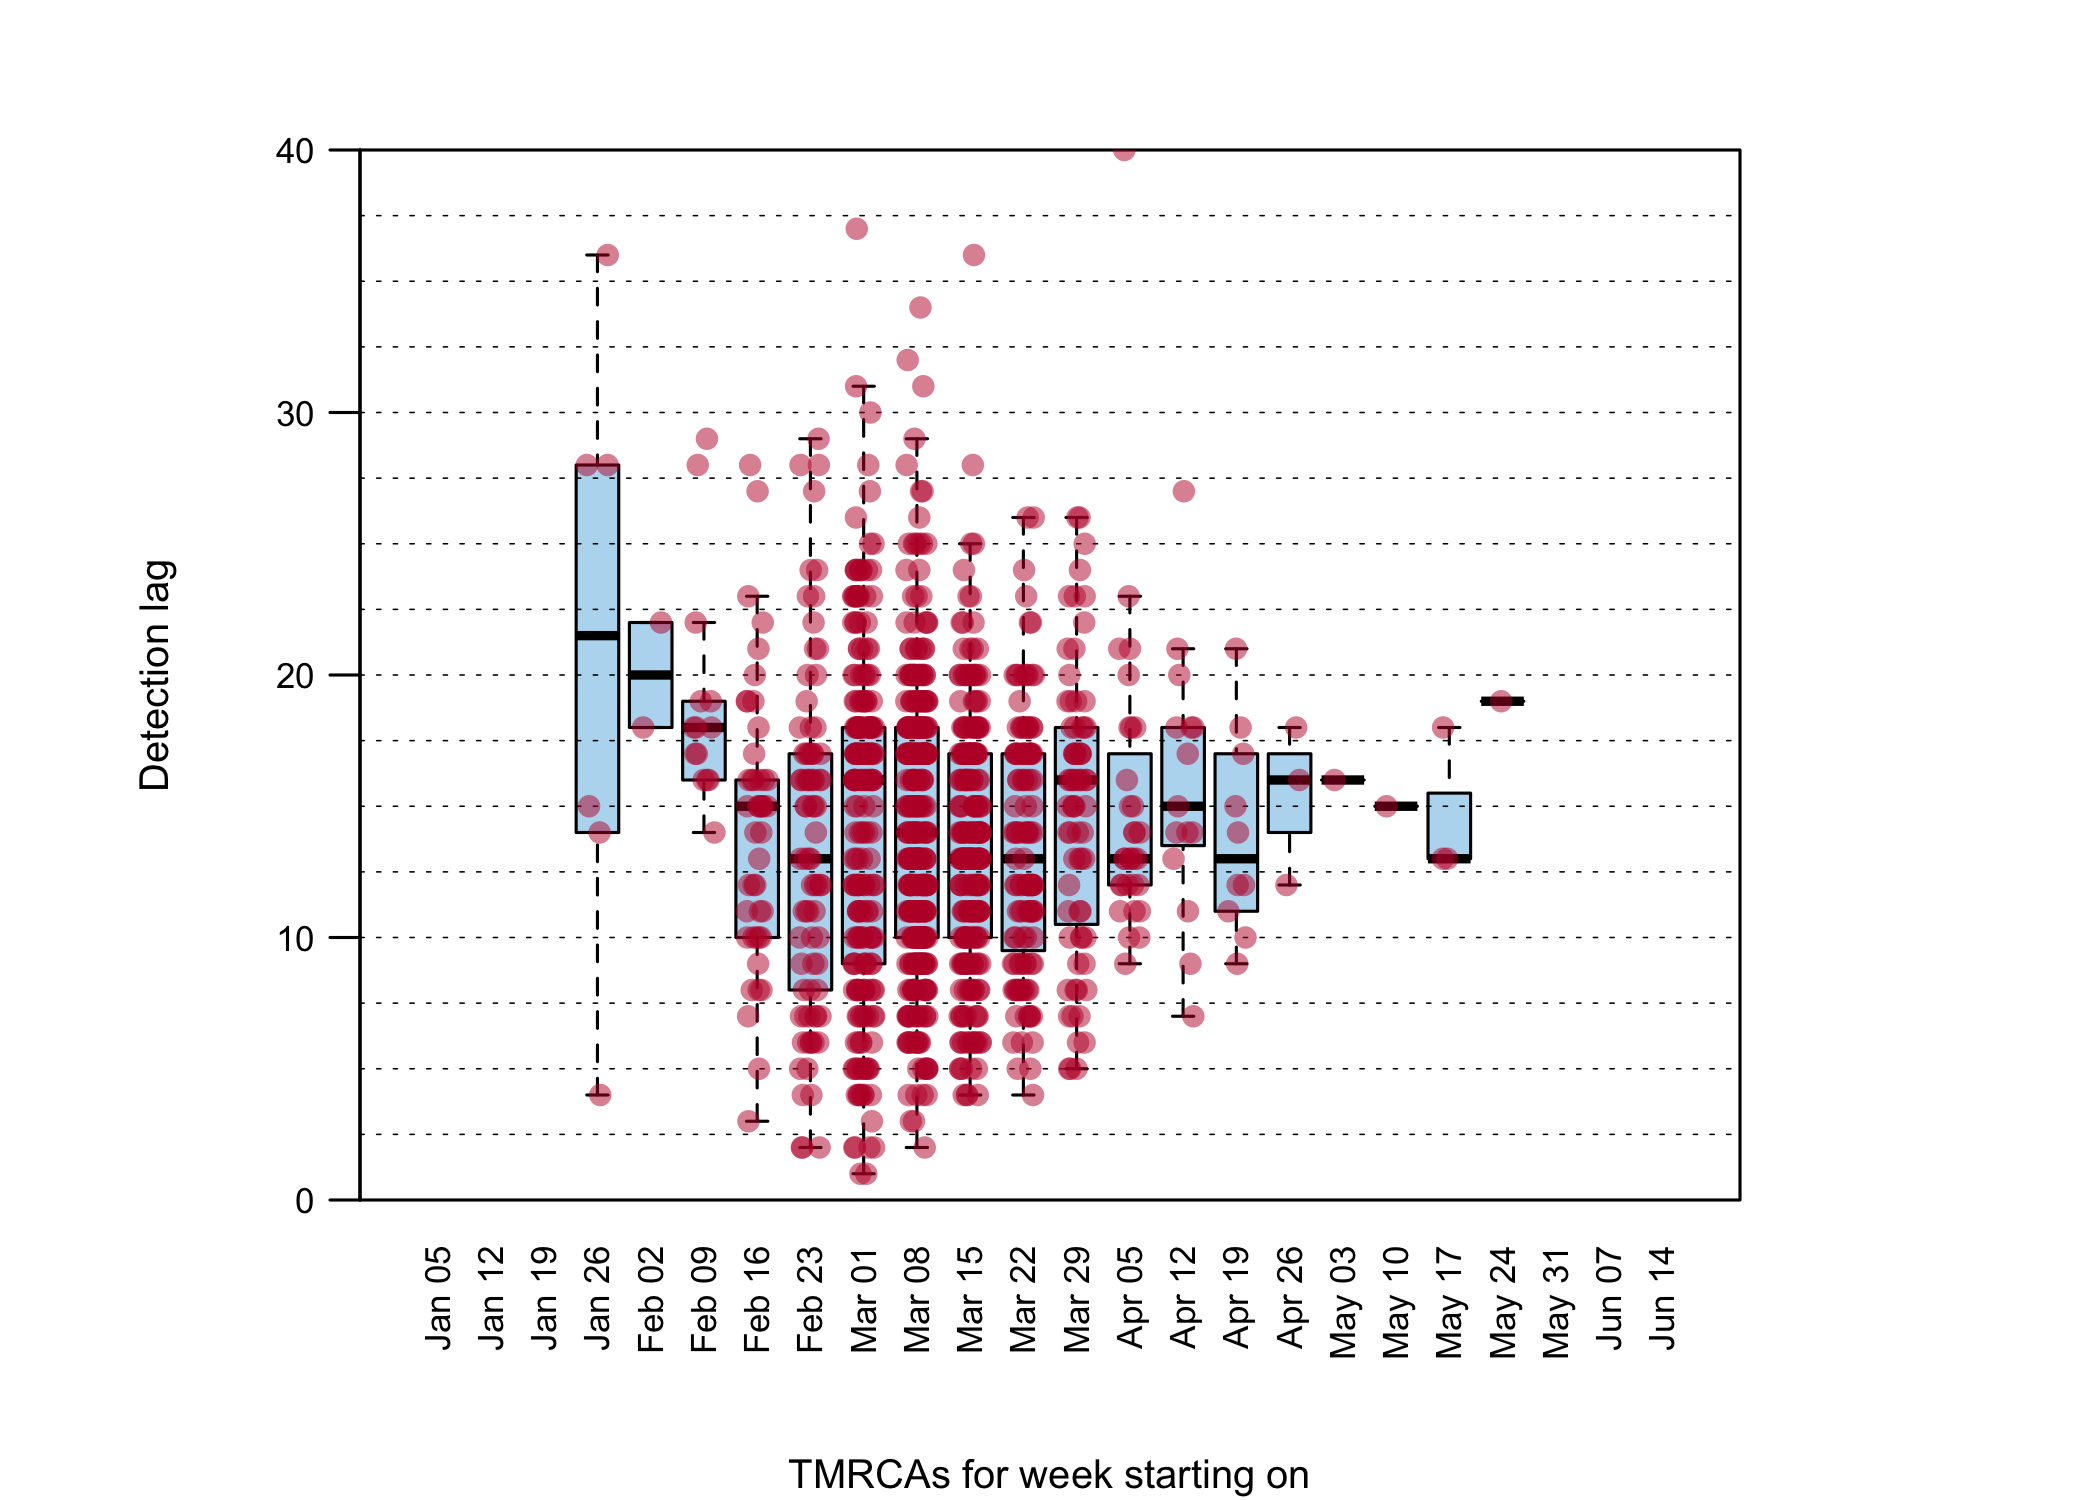 40
30
20
10
0
Detection lag
Jan 05
Jan 12
Jan 19
Jan 26
Feb 02
Feb 09
Feb 16
Feb 23
Mar 01
Mar 08
Mar 15
Mar 22
Mar 29
Apr 05
Apr 12
Apr 19
Apr 26
May 03
May 10
May 17
May 24
May 31
Jun 07
Jun 14
TMRCAs for week starting on